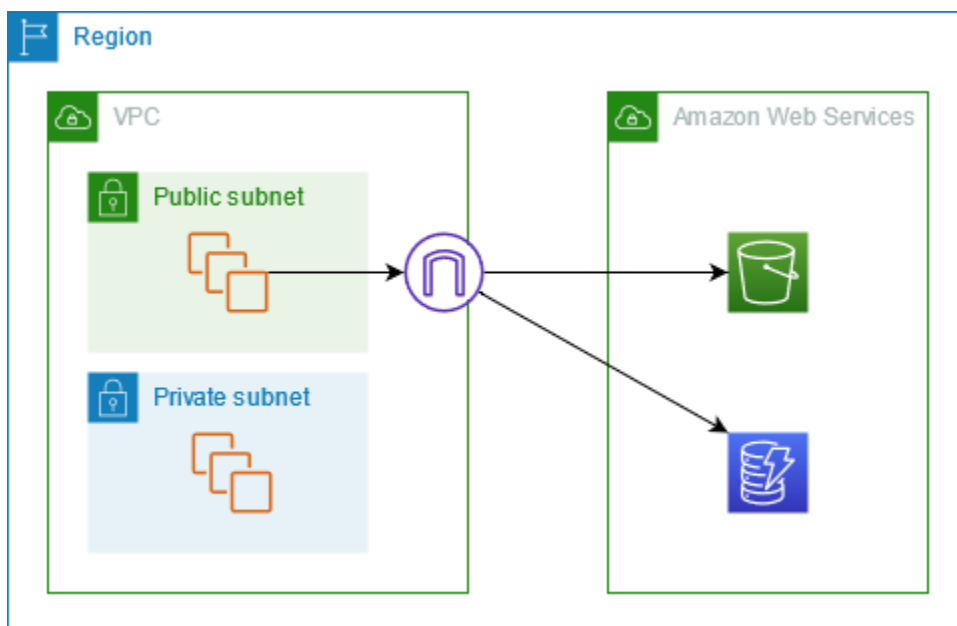 Region
VPC
Amazon Web Services
Public subnet
Private subnet